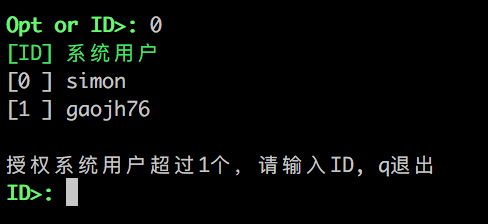 Opt or ID>: 0
[ID] 系统用户
[0 ] simon
[1 ] gaojh76
授权系统用户超过1个，请输入ID, q退出
ID>: